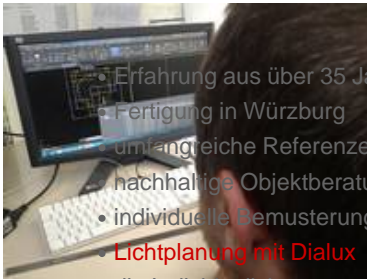 • Erfahrung aus über 35
• Fertigung in Würzburg
• umfangreiche
nachhaltige
• individuelle Bemusterung
• Lichtplanung mit Dialux